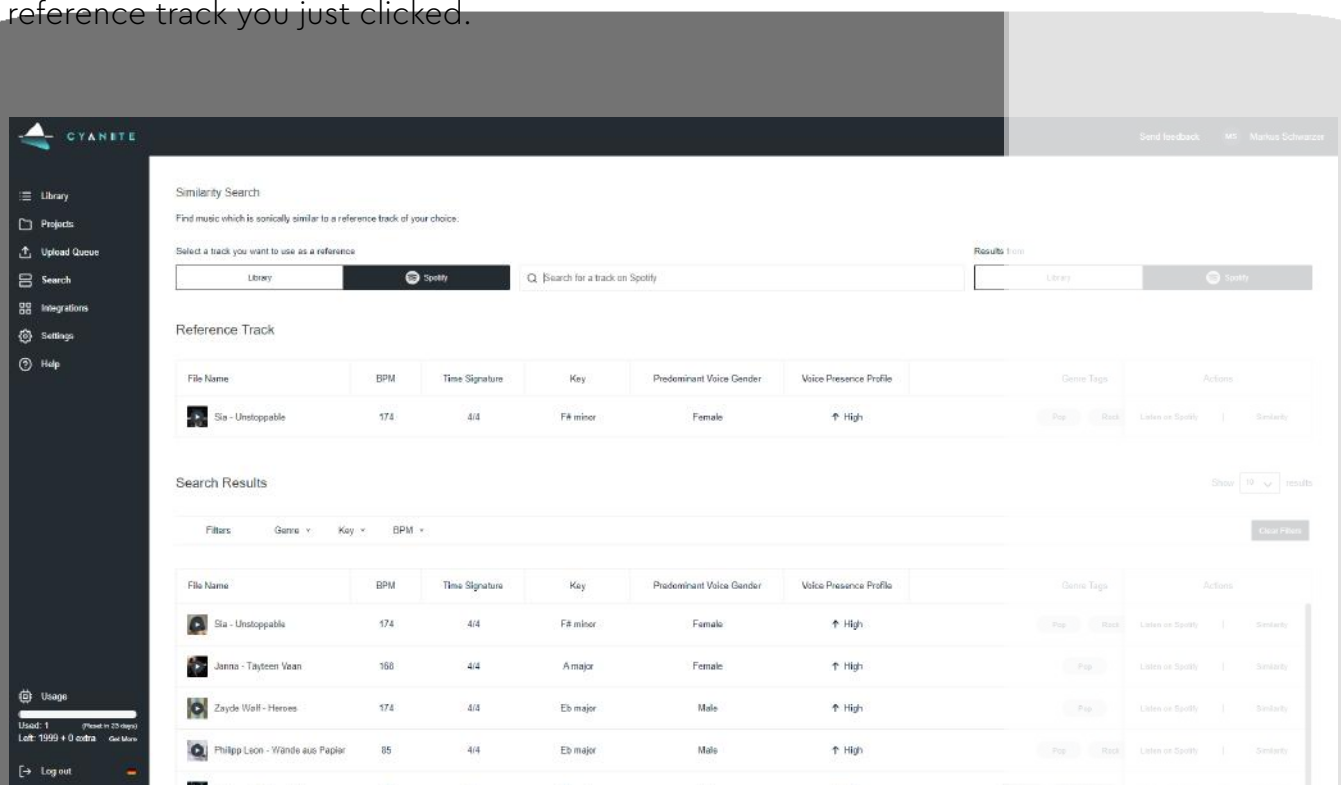 reference track you just clicked.
CYANITE
Send feedback MS Markus Schwarzer
Library
Projects
Upload Queue
Search
Integrations
Settings
Help
Similarity Search
Find music which is sonically similar to a reference track of your choice.
Select a track you want to use as a reference
Results from
Library Spotify Search for a track on Spotify Library Spotify
Reference Track
File Name BPM Time Signature Key Predominant Voice Gender Voice Presence Profile Genre Tags Actions
Sia - Unstoppable 174 4/4 F# minor Female ↑ High Pop Rock Listen on Spotify | Similarity
Search Results
Show 10 results
Filters Genre Key BPM Clear Filters
File Name BPM Time Signature Key Predominant Voice Gender Voice Presence Profile Genre Tags Actions
Sia - Unstoppable 174 4/4 F# minor Female ↑ High Pop Rock Listen on Spotify | Similarity
Janna - Täyteen Vaan 168 4/4 A major Female ↑ High Pop Listen on Spotify | Similarity
Zayde Wølf - Heroes 174 4/4 Eb major Male ↑ High Pop Listen on Spotify | Similarity
Philipp Leon - Wände aus Papier 85 4/4 Eb major Male ↑ High Pop Rock Listen on Spotify | Similarity
Usage
Used: 1 (Reset in 23 days)
Left: 1999 + 0 extra Get More
Log out